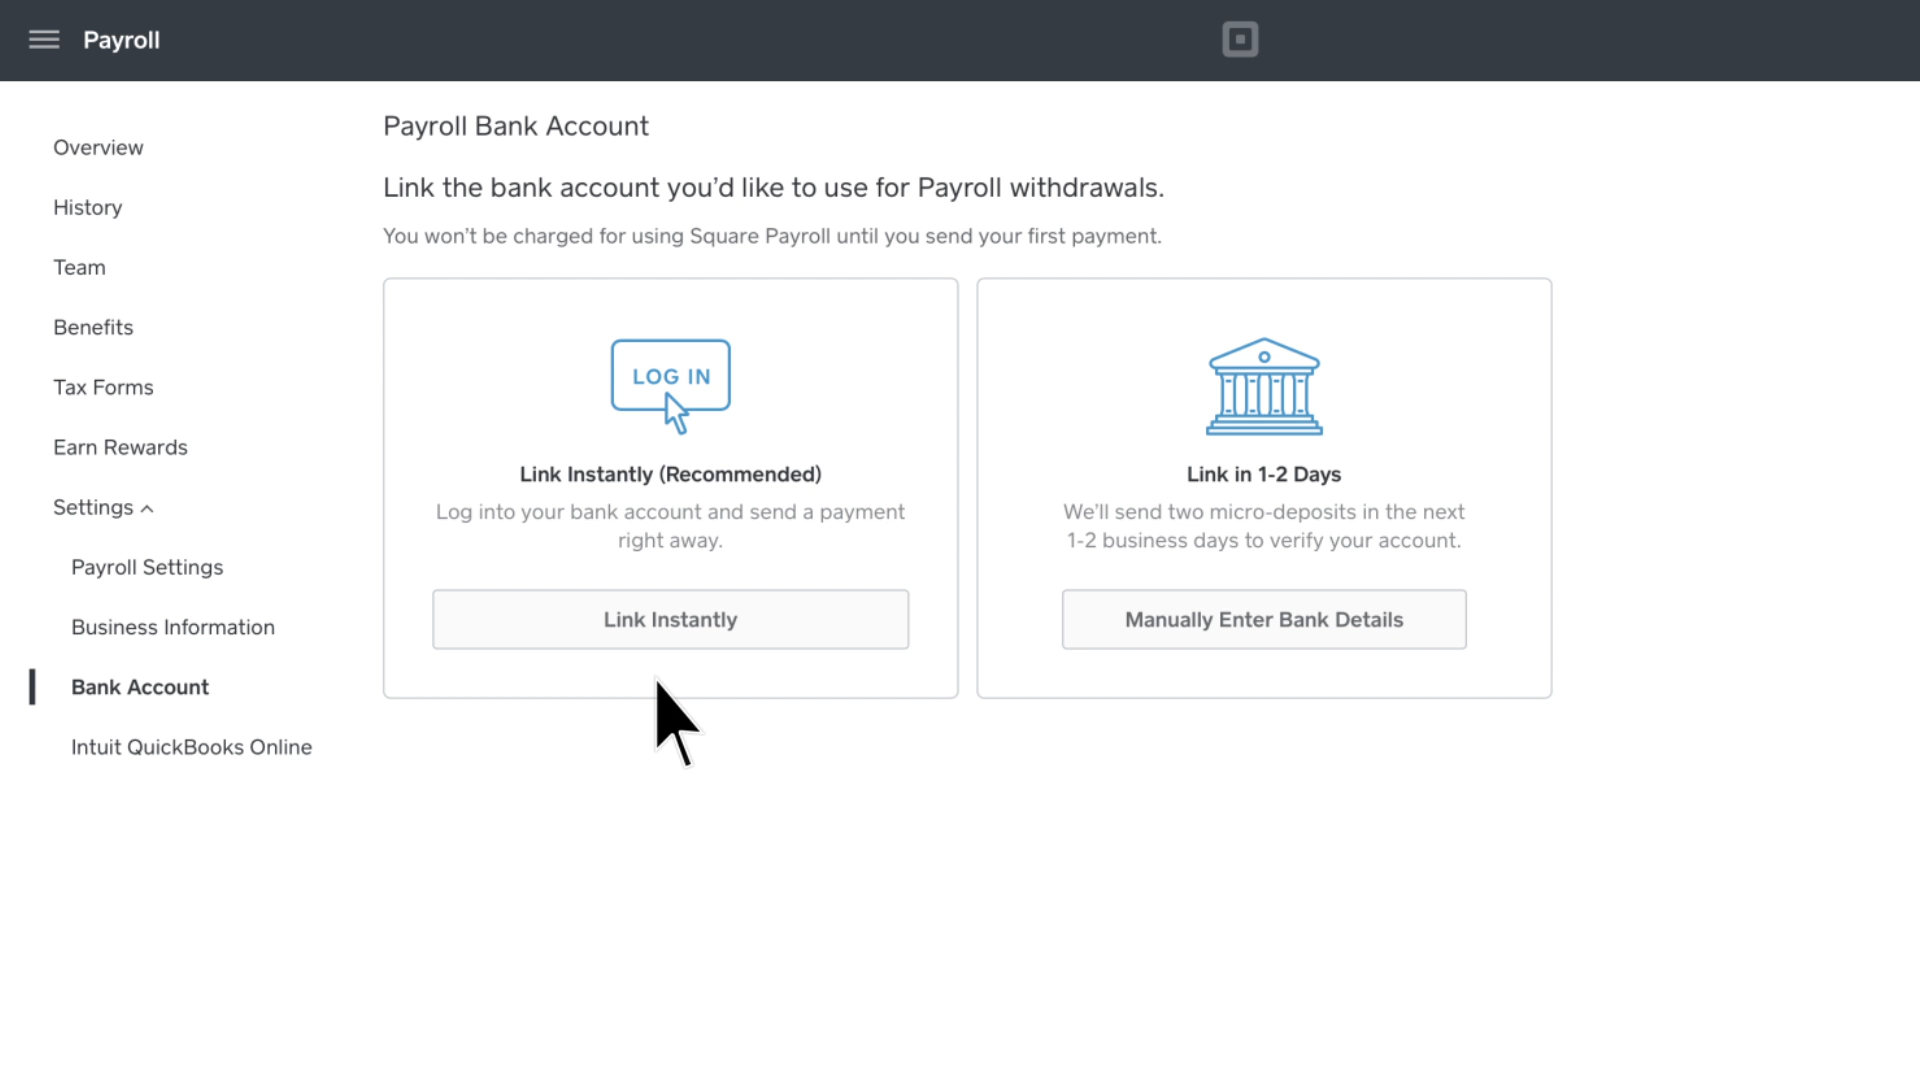 Payroll
Overview
History
Team
Benefits
Tax Forms
Earn Rewards
Settings
Payroll Settings
Business Information
Bank Account
Intuit QuickBooks Online
Payroll Bank Account
Link the bank account you’d like to use for Payroll withdrawals.
You won’t be charged for using Square Payroll until you send your first payment.
LOG IN
Link Instantly (Recommended)
Log into your bank account and send a payment
right away.
Link Instantly
Link in 1-2 Days
We’ll send two micro-deposits in the next
1-2 business days to verify your account.
Manually Enter Bank Details